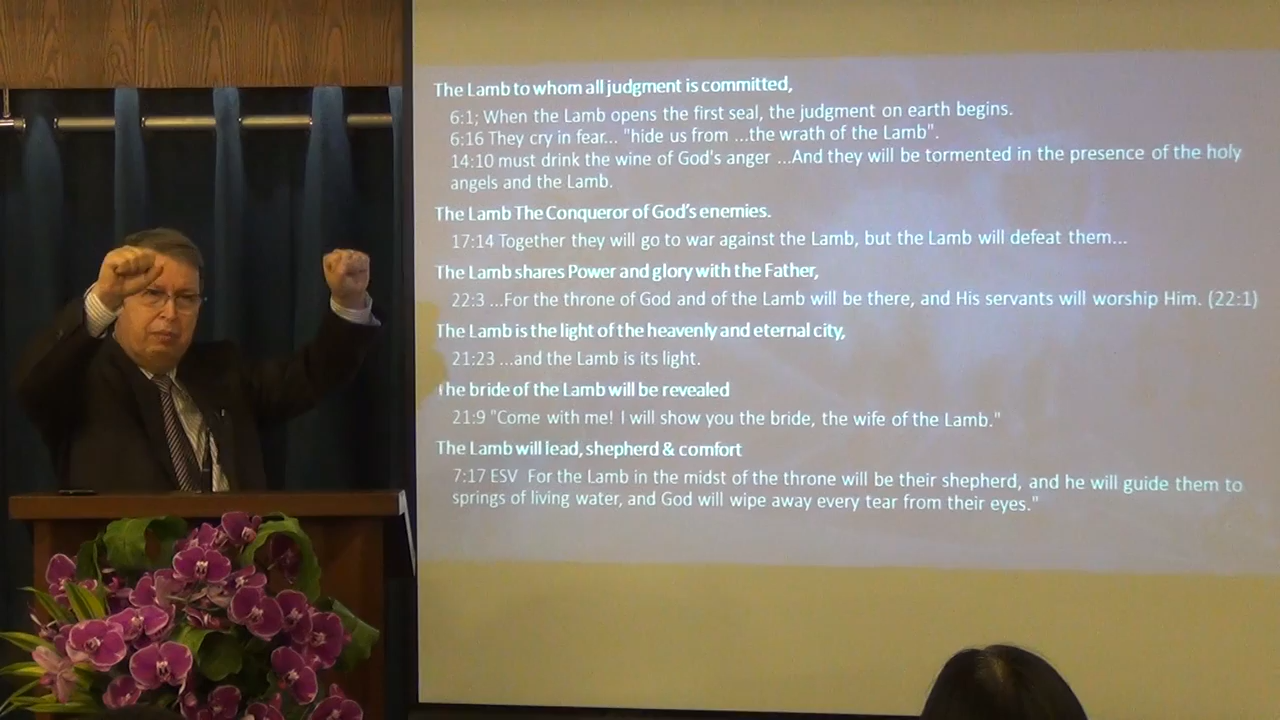 The Lamb to whom all judgment is committed,
6:1; When the Lamb opens the first seal, the judgment on earth begins.
6:16 They cry in fear... "hide us from ...the wrath of the Lamb".
14:10 must drink the wine of God's anger ...And they will be tormented in the presence of the holy
angels and the Lamb.
The Lamb The Conqueror of God's enemies.
17:14 Together they will go to war against the Lamb, but the Lamb will defeat them...
The Lamb shares Power and glory with the Father,
22:3 ...For the throne of God and of the Lamb will be there, and His servants will worship Him. (22:1)
The Lamb is the light of the heavenly and eternal city,
21:23 ...and the Lamb is its light.
The bride of the Lamb will be revealed
21:9 "Come with me! I will show you the bride, the wife of the Lamb."
The Lamb will lead, shepherd & comfort
7:17 ESV For the Lamb in the midst of the throne will be their shepherd, and he will guide them to
springs of living water, and God will wipe away every tear from their eyes."